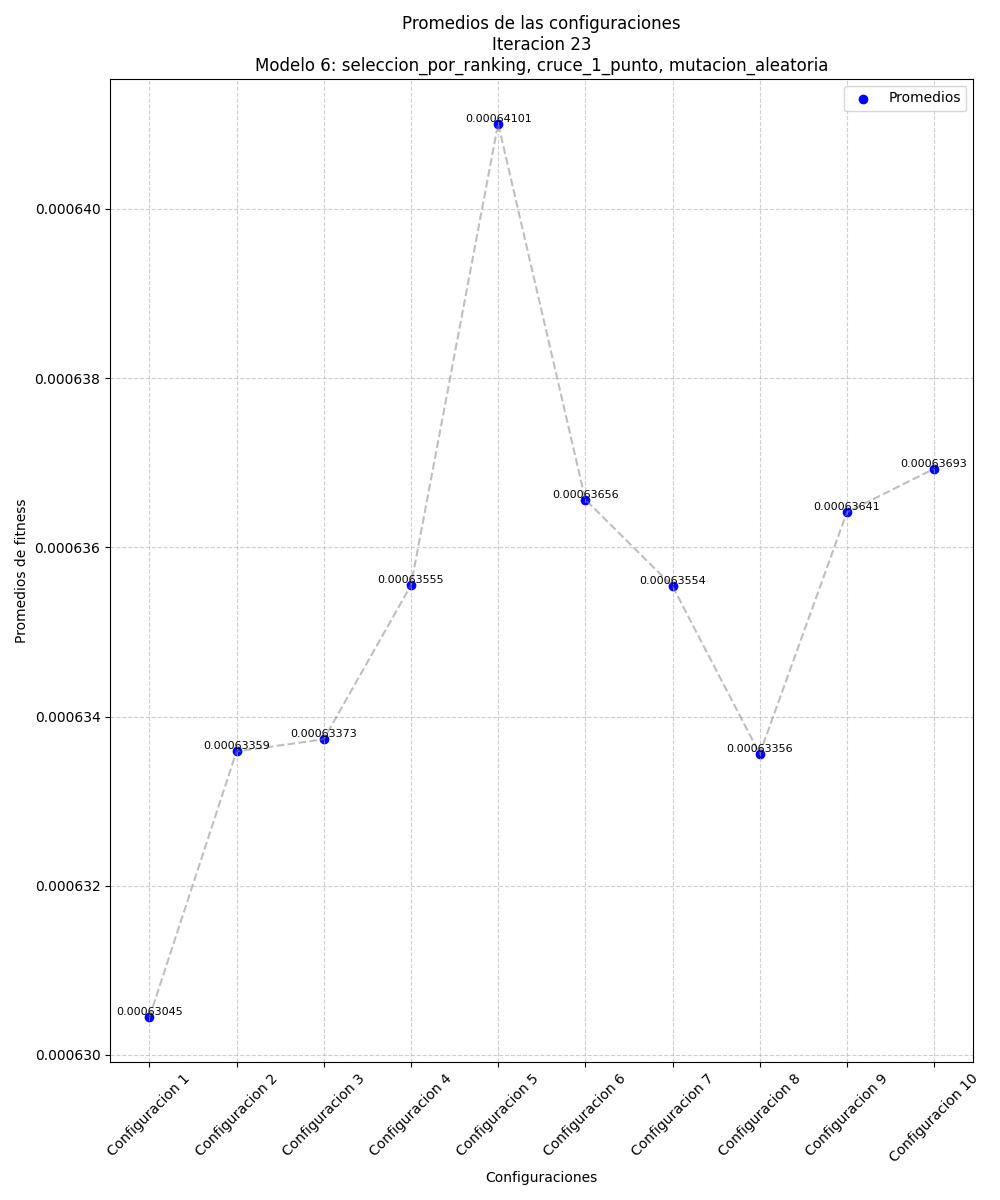 Promedios de las configuraciones
Iteracion 23
Modelo 6: seleccion_por_ranking, cruce_1_punto, mutacion_aleatoria
Promedios
0.00064101
0.000640
0.000638
0.00063693
0.00063656
0.00063641
0.000636
0.00063555
0.00063554
0.000634
0.00063373
0.00063359
0.00063356
0.000632
0.00063045
0.000630
Promedios de fitness
Configuracion 1
Configuracion 2
Configuracion 3
Configuracion 4
Configuracion 5
Configuracion 6
Configuracion 7
Configuracion 8
Configuracion 9
Configuracion 10
Configuraciones